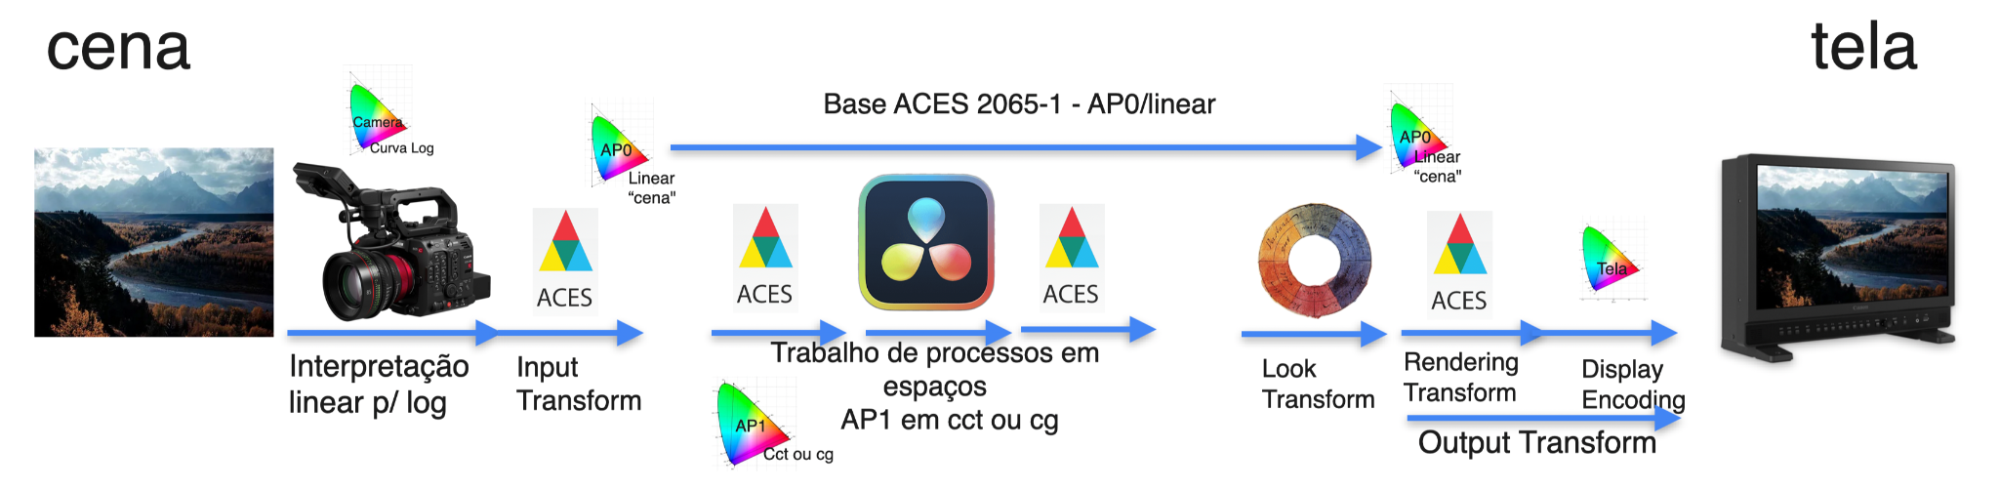 cena
tela
Camera
Curva Log
Base ACES 2065-1 - AP0/linear
AP0
Linear
“cena"
AP0
Linear
“cena"
ACES
ACES
ACES
ACES
Tela
Interpretação
linear p/ log
Input
Transform
Trabalho de processos em
espaços
AP1 em cct ou cg
AP1
Cct ou cg
Look
Transform
Rendering
Transform
Display
Encoding
Output Transform